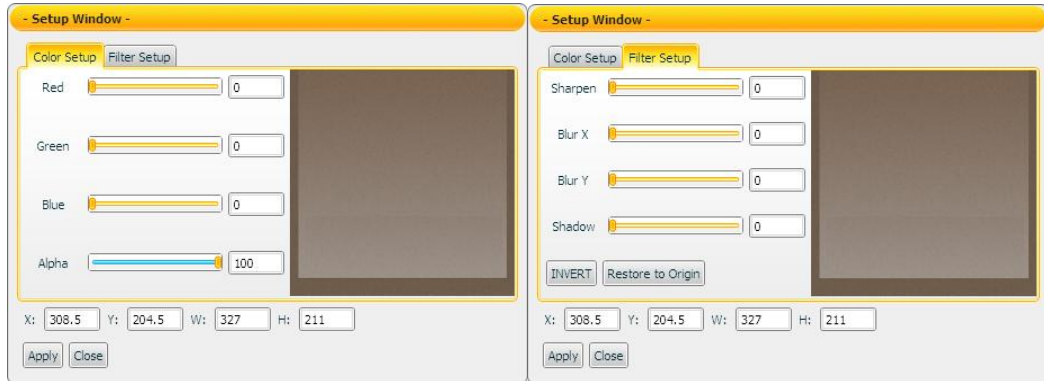 - Setup Window -
Color Setup Filter Setup
Red 0
Green 0
Blue 0
Alpha 100
X: 308.5 Y: 204.5 W: 327 H: 211
Apply Close
- Setup Window -
Color Setup Filter Setup
Sharpen 0
Blur X 0
Blur Y 0
Shadow 0
INVERT Restore to Origin
X: 308.5 Y: 204.5 W: 327 H: 211
Apply Close